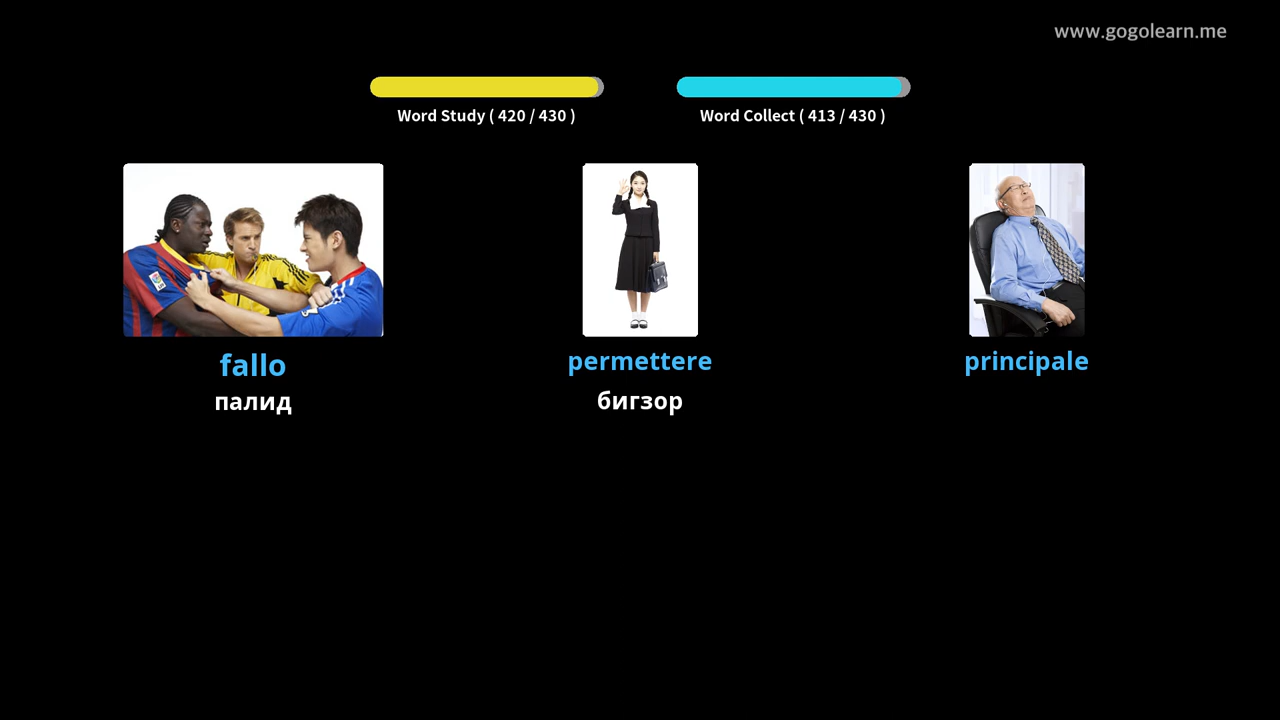 www.gogolearn.me
Word Study ( 420 / 430 )
Word Collect ( 413 / 430 )
fallo
permettere
principale
палид
бигзор